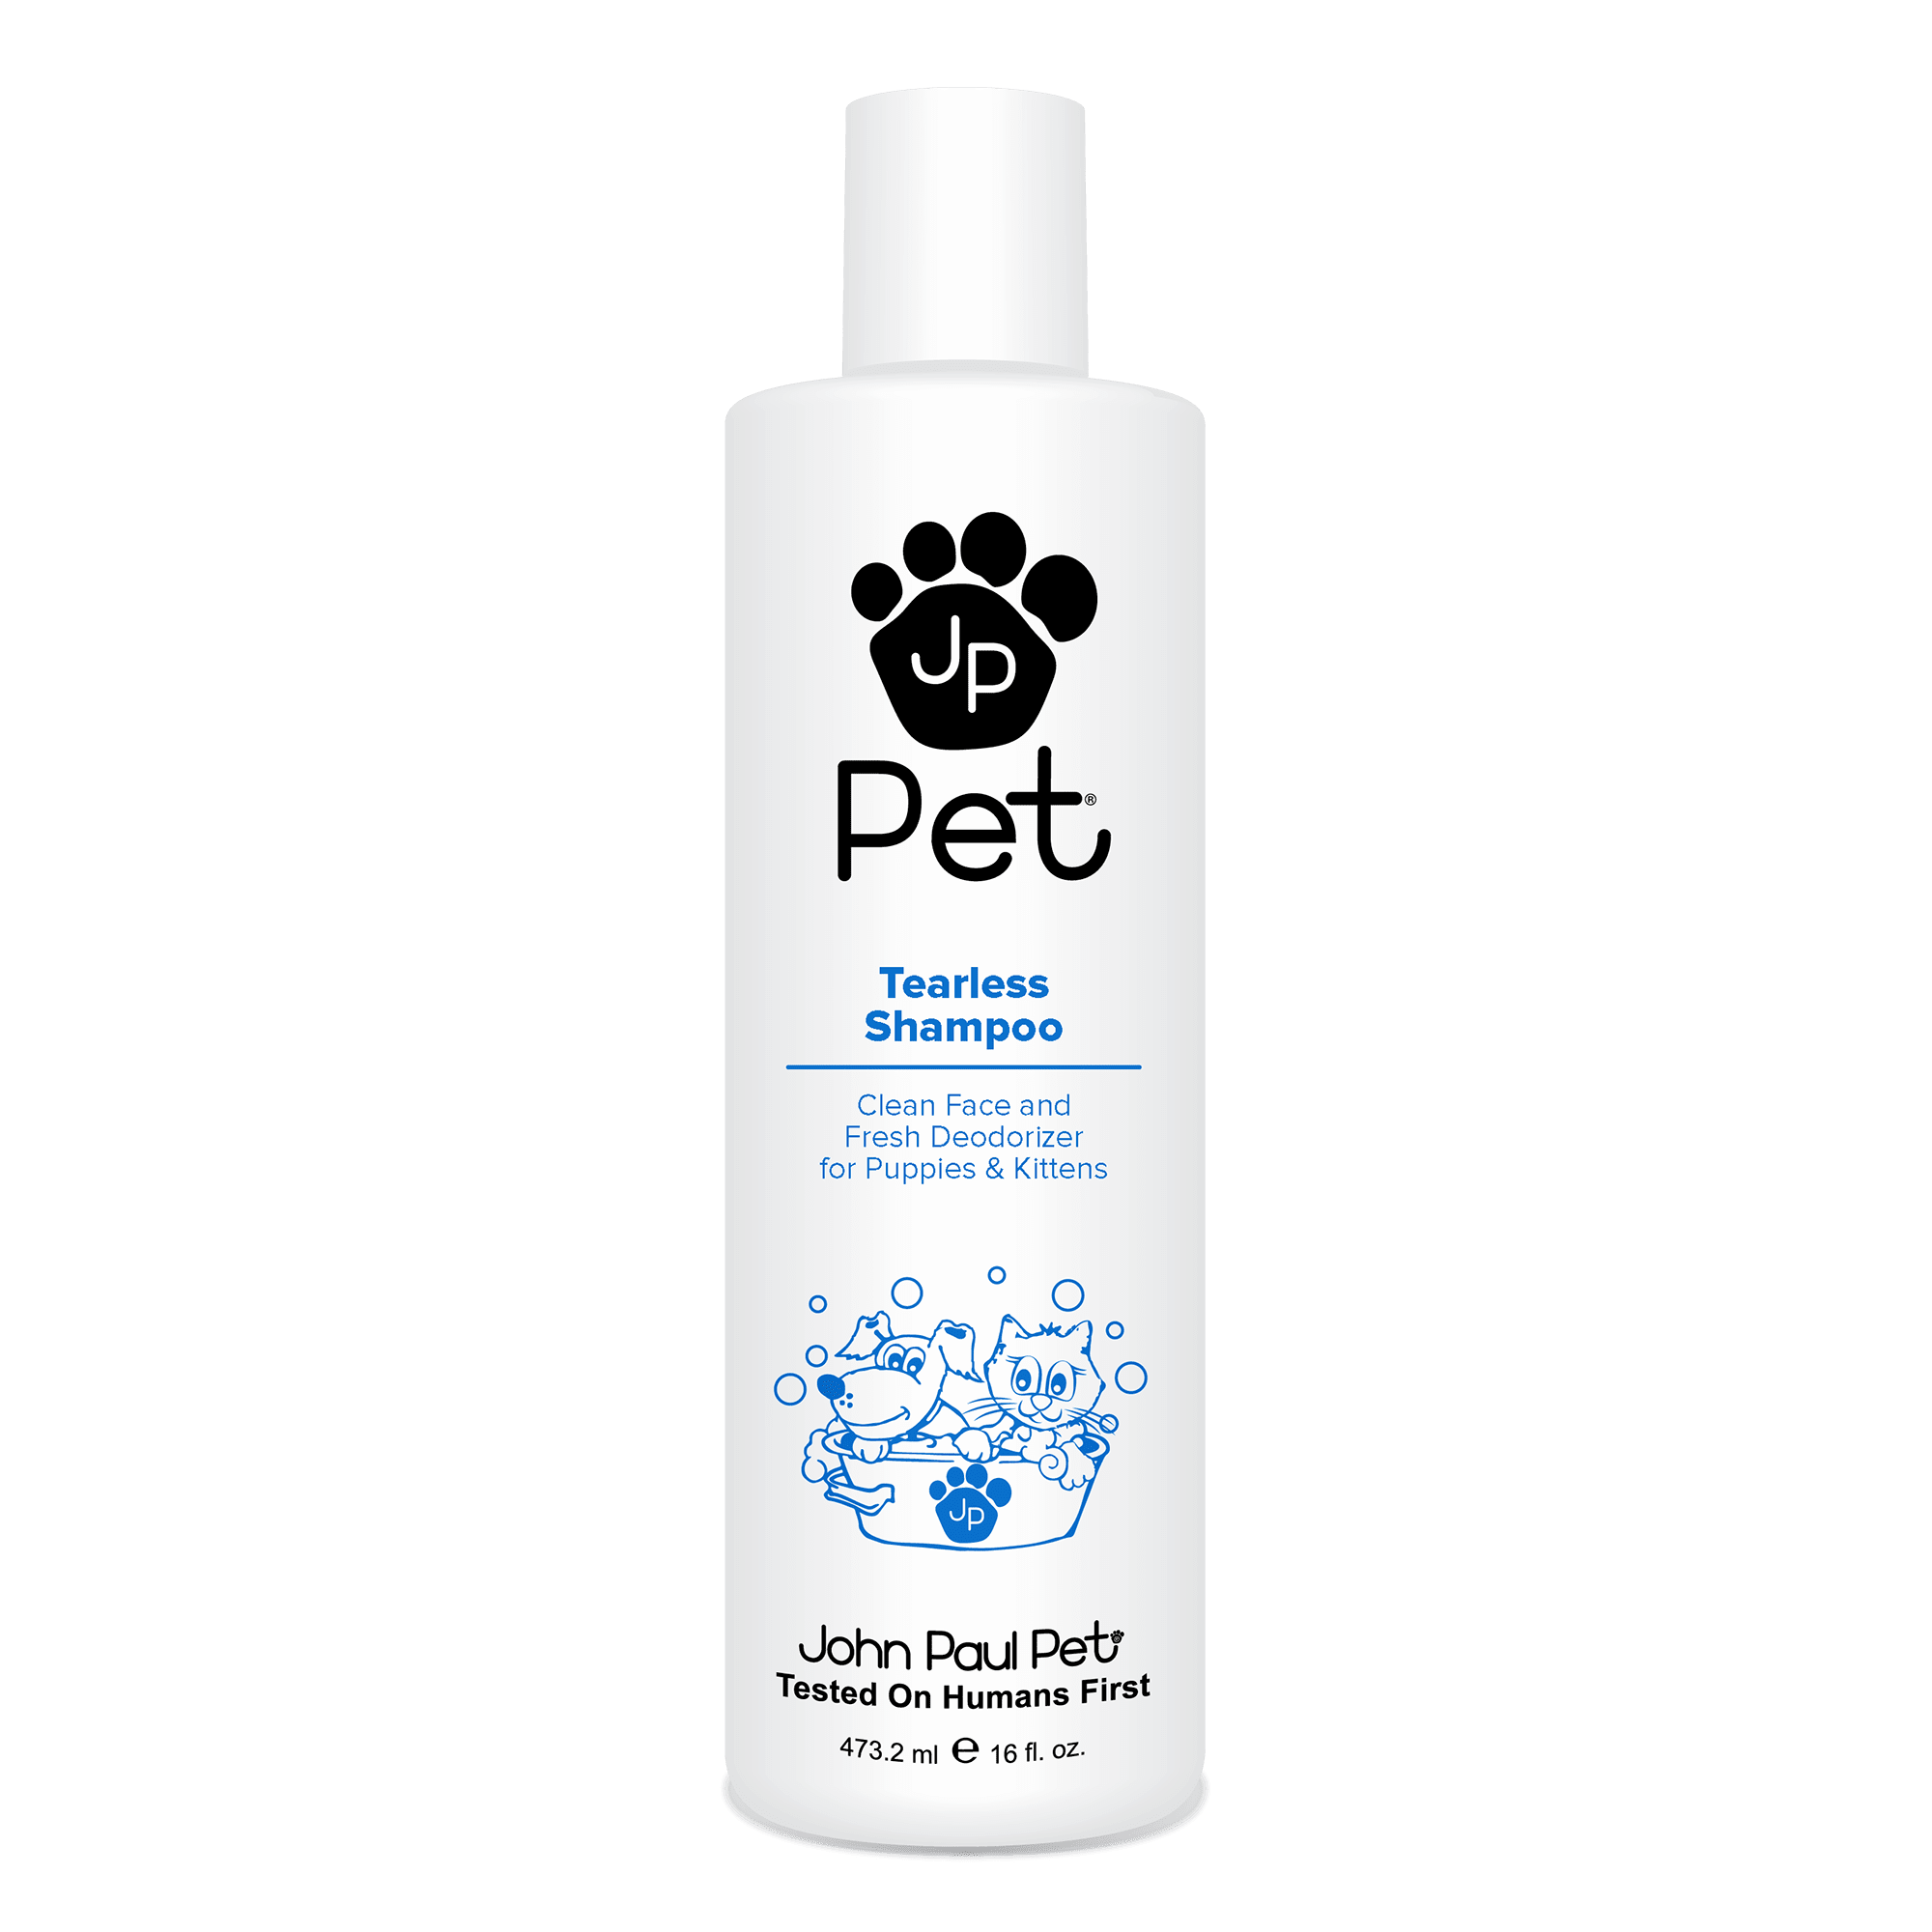 JP
Pet®
Tearless
Shampoo
Clean Face and
Fresh Deodorizer
for Puppies & Kittens
JP
John Paul Pet
Tested On Humans First
473.2 ml ℮ 16 fl. oz.